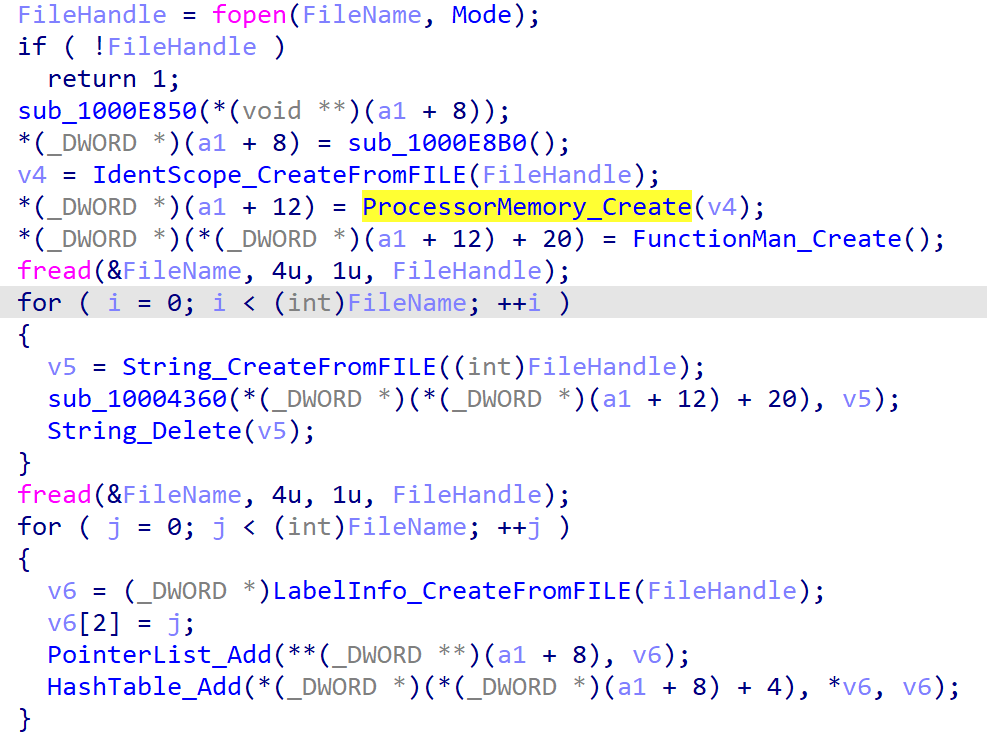 FileHandle = fopen(FileName, Mode);
if ( !FileHandle )
  return 1;
sub_1000E850(*(void **)(a1 + 8));
*(_DWORD *)(a1 + 8) = sub_1000E8B0();
v4 = IdentScope_CreateFromFILE(FileHandle);
*(_DWORD *)(a1 + 12) = ProcessorMemory_Create(v4);
*(_DWORD *)(*(_DWORD *)(a1 + 12) + 20) = FunctionMan_Create();
fread(&FileName, 4u, 1u, FileHandle);
for ( i = 0; i < (int)FileName; ++i )
{
  v5 = String_CreateFromFILE((int)FileHandle);
  sub_10004360(*(_DWORD *)(*(_DWORD *)(a1 + 12) + 20), v5);
  String_Delete(v5);
}
fread(&FileName, 4u, 1u, FileHandle);
for ( j = 0; j < (int)FileName; ++j )
{
  v6 = (_DWORD *)LabelInfo_CreateFromFILE(FileHandle);
  v6[2] = j;
  PointerList_Add(**(_DWORD **)(a1 + 8), v6);
  HashTable_Add(*(_DWORD *)(*(_DWORD *)(a1 + 8) + 4), *v6, v6);
}